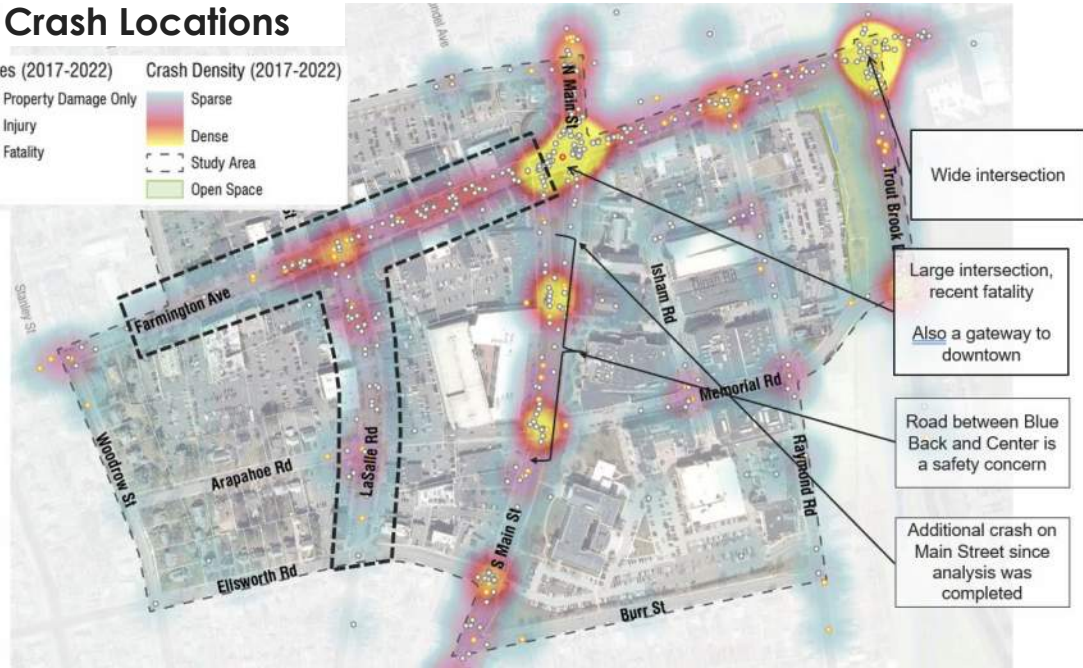 Crash Locations
es (2017-2022)
Property Damage Only
Injury
Fatality
Crash Density (2017-2022)
Sparse
Dense
Study Area
Open Space
N Main St
St
Farmington Ave
Stanley St
Woodrow St
Arapahoe Rd
LaSalle Rd
Ellsworth Rd
S Main St
Burr St
Isham Rd
Memorial Rd
Raymond Rd
Trout Brook
Wide intersection
Large intersection,
recent fatality
Also a gateway to
downtown
Road between Blue
Back and Center is
a safety concern
Additional crash on
Main Street since
analysis was
completed